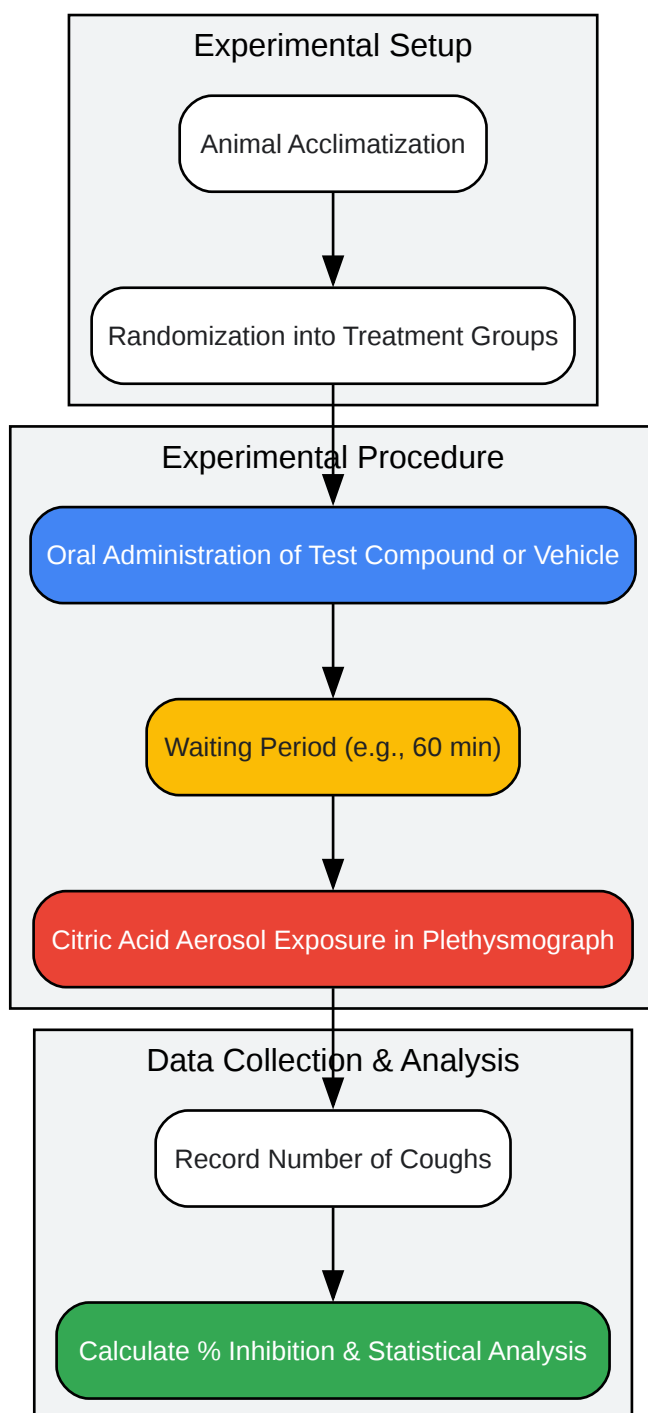 Experimental Setup
Animal Acclimatization
Randomization into Treatment Groups
Experimental Procedure
Oral Administration of Test Compound or Vehicle
Waiting Period (e.g., 60 min)
Citric Acid Aerosol Exposure in Plethysmograph
Data Collection & Analysis
Record Number of Coughs
Calculate % Inhibition & Statistical Analysis